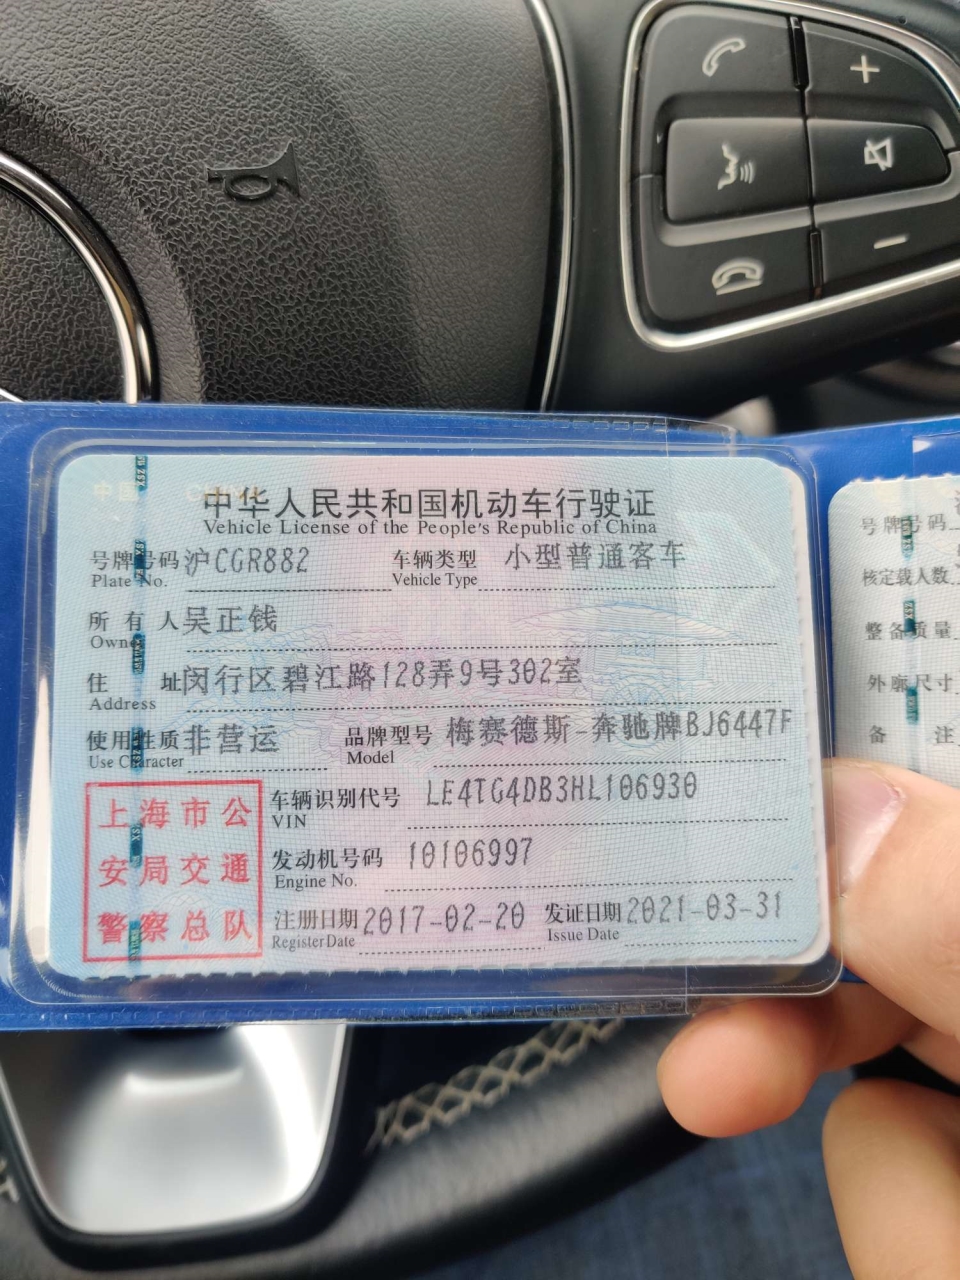 中国 CHINA
中华人民共和国机动车行驶证
Vehicle License of the People's Republic of China
号牌号码 沪CGR882 车辆类型 小型普通客车
Plate No. Vehicle Type
所有人 吴正钱
Owner
住址 闵行区碧江路128弄9号302室
Address
使用性质 非营运 品牌型号 梅赛德斯-奔驰牌BJ6447F
Use Character Model
上海市公
安局交通
警察总队
车辆识别代号 LE4TG4DB3HL106930
VIN
发动机号码 10106997
Engine No.
注册日期 2017-02-20 发证日期 2021-03-31
Register Date Issue Date
号牌号码
核定载人数
整备质量
外廓尺寸
备注